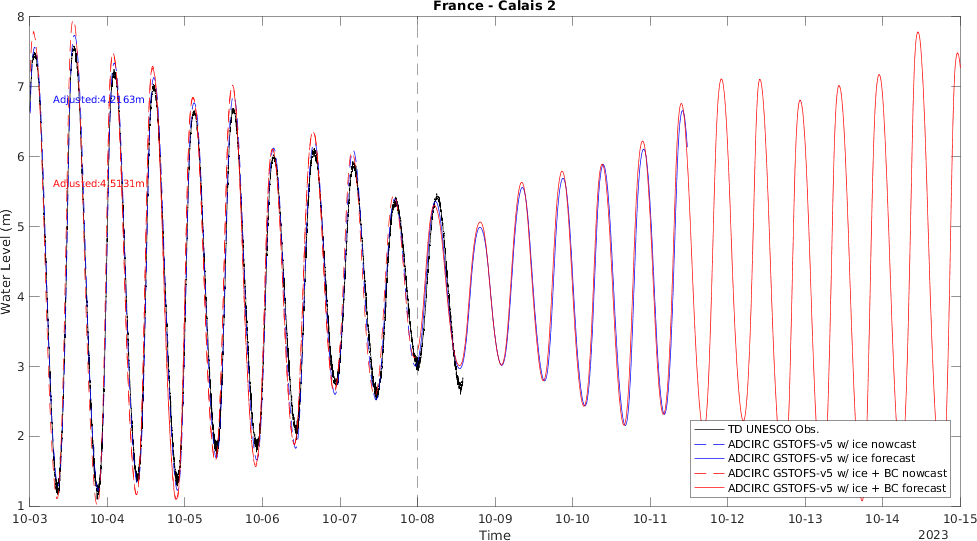 France - Calais 2
8
7
6
5
4
3
2
1
Water Level (m)
Adjusted:4.2163m
Adjusted:4.5131m
TD UNESCO Obs.
ADCIRC GSTOFS-v5 w/ ice nowcast
ADCIRC GSTOFS-v5 w/ ice forecast
ADCIRC GSTOFS-v5 w/ ice + BC nowcast
ADCIRC GSTOFS-v5 w/ ice + BC forecast
10-03 10-04 10-05 10-06 10-07 10-08 10-09 10-10 10-11 10-12 10-13 10-14 10-15
Time
2023